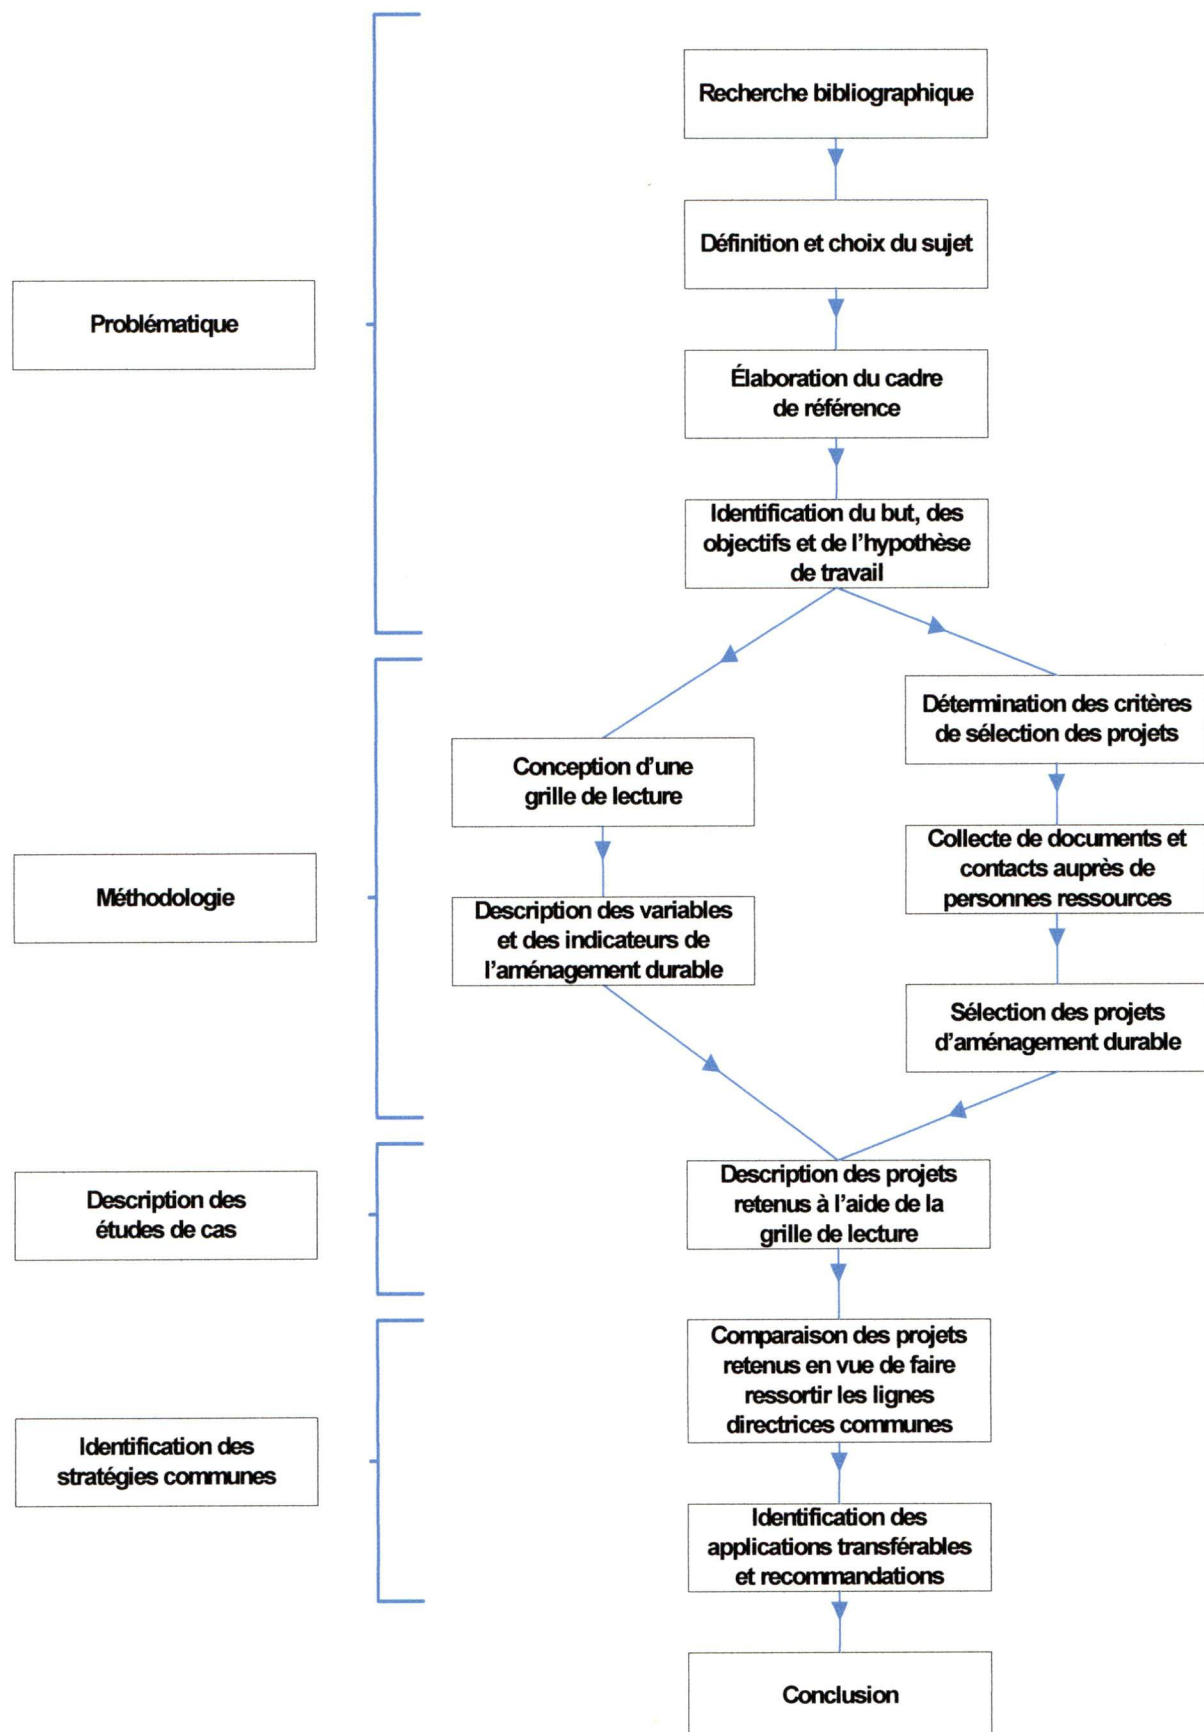 Recherche bibliographique
Définition et choix du sujet
Problématique
Élaboration du cadre
de référence
Identification du but, des
objectifs et de l'hypothèse
de travail
Détermination des critères
de sélection des projets
Conception d'une
grille de lecture
Collecte de documents et
contacts auprès de
personnes ressources
Méthodologie
Description des variables
et des indicateurs de
l'aménagement durable
Sélection des projets
d'aménagement durable
Description des
études de cas
Description des projets
retenus à l'aide de la
grille de lecture
Comparaison des projets
retenus en vue de faire
ressortir les lignes
directrices communes
Identification des
stratégies communes
Identification des
applications transférables
et recommandations
Conclusion